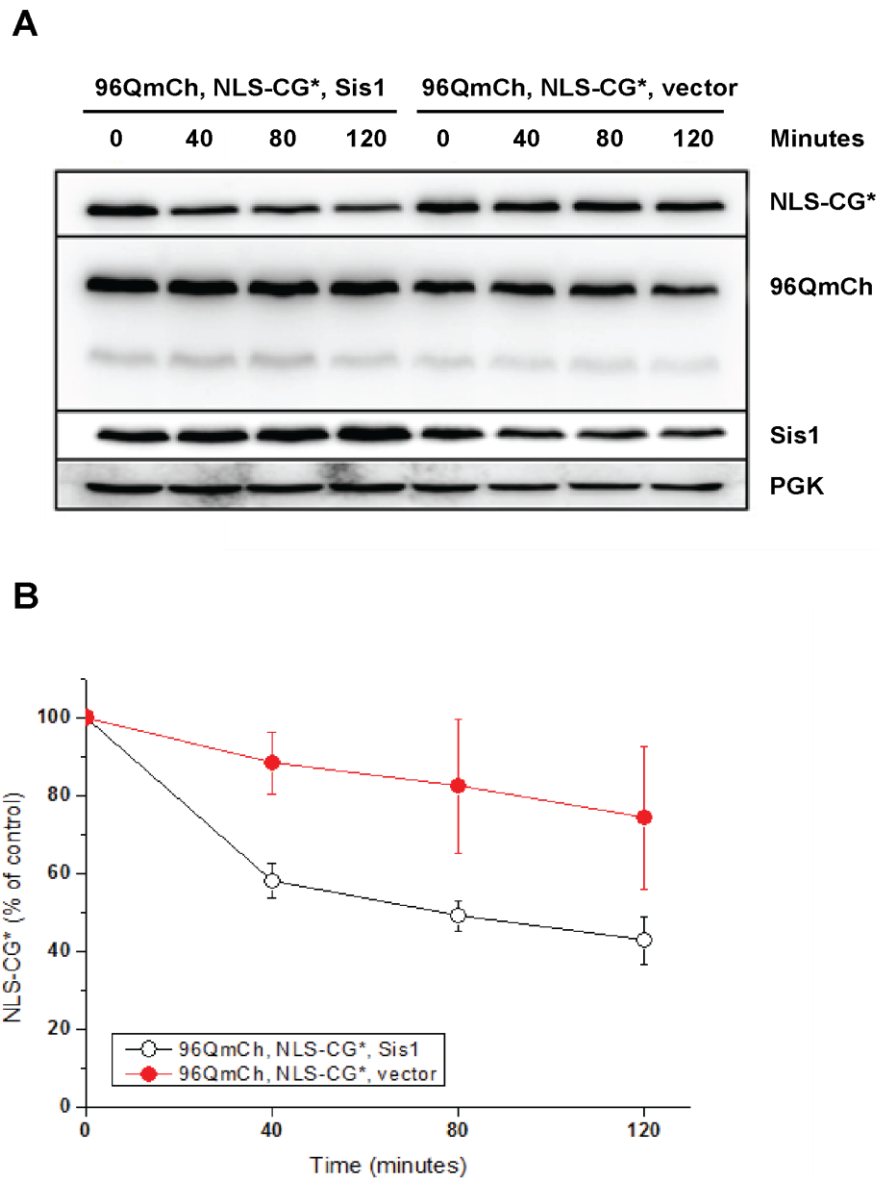 A
96QmCh, NLS-CG*, Sis1 96QmCh, NLS-CG*, vector
0 40 80 120 0 40 80 120 Minutes
NLS-CG*
96QmCh
Sis1
PGK
B
100
80
60
40
20
0
NLS-CG* (% of control)
96QmCh, NLS-CG*, Sis1
96QmCh, NLS-CG*, vector
0 40 80 120
Time (minutes)